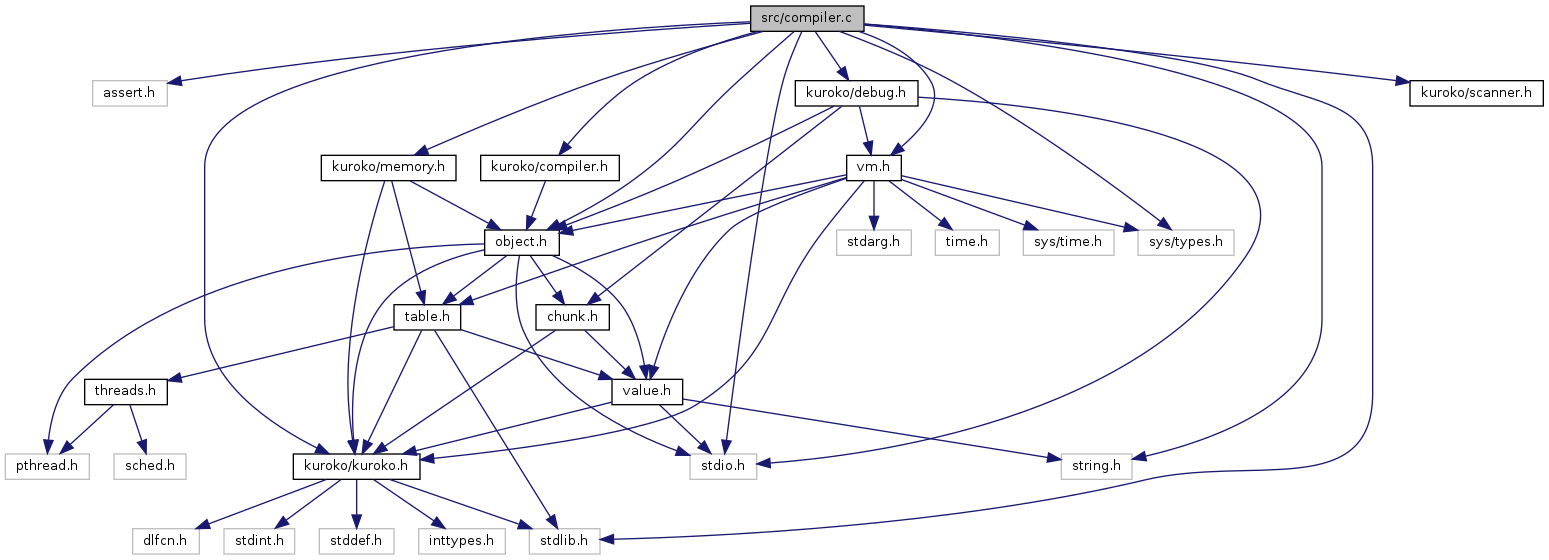 src/compiler.c
assert.h
kuroko/debug.h
kuroko/scanner.h
kuroko/memory.h
kuroko/compiler.h
vm.h
object.h
stdarg.h
time.h
sys/time.h
sys/types.h
table.h
chunk.h
threads.h
value.h
pthread.h
sched.h
kuroko/kuroko.h
stdio.h
string.h
dlfcn.h
stdint.h
stddef.h
inttypes.h
stdlib.h